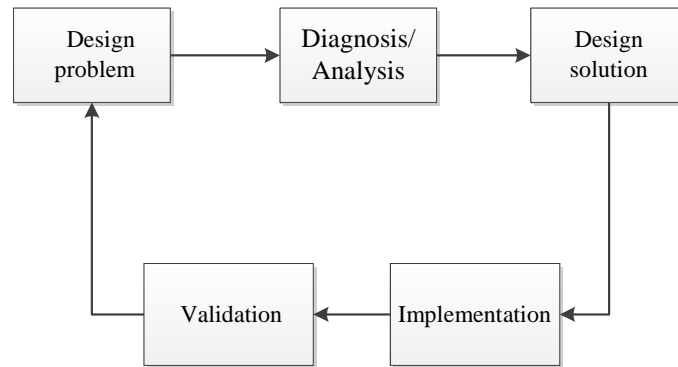 Design
problem
Diagnosis/
Analysis
Design
solution
Validation
Implementation